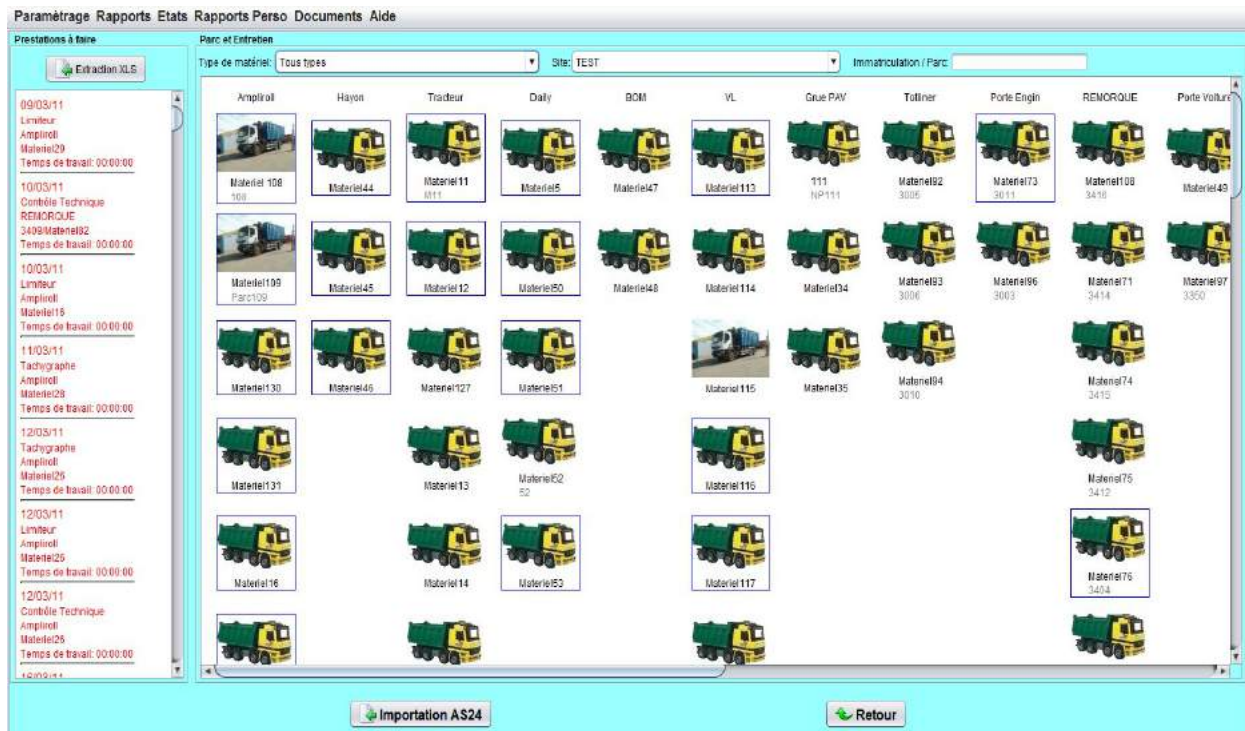 Paramètrage Rapports Etats Rapports Perso Documents Aide
Prestations à faire
Extraction XLS
09/03/11
Limiteur
Ampliroll
Materiel29
Temps de travail: 00:00:00
10/03/11
Contrôle Technique
REMORQUE
3409/Materiel82
Temps de travail: 00:00:00
10/03/11
Limiteur
Ampliroll
Materiel15
Temps de travail: 00:00:00
11/03/11
Tachygraphe
Ampliroll
Materiel28
Temps de travail: 00:00:00
12/03/11
Tachygraphe
Ampliroll
Materiel25
Temps de travail: 00:00:00
12/03/11
Limiteur
Ampliroll
Materiel25
Temps de travail: 00:00:00
12/03/11
Contrôle Technique
Ampliroll
Materiel25
Temps de travail: 00:00:00
Parc et Entretien
Type de matériel: Tous types Site: TEST Immatriculation / Parc:
Ampliroll Hayon Tracteur Daily BOM VL Grue PAV Totliner Porte Engin REMORQUE Porte Voiture
Materiel 108 Materiel44 Materiel11 Materiel5 Materiel47 Materiel113 111 Materiel92 Materiel73 Materiel108 Materiel49
108 M11 NP111 3005 3011 3416
Materiel109 Materiel45 Materiel12 Materiel50 Materiel48 Materiel114 Materiel34 Materiel93 Materiel96 Materiel71 Materiel97
Parc109 3006 3003 3414 3350
Materiel130 Materiel46 Materiel127 Materiel51 Materiel115 Materiel35 Materiel94 Materiel74
3010 3415
Materiel131 Materiel13 Materiel52 Materiel116 Materiel75
52 3412
Materiel16 Materiel14 Materiel53 Materiel117 Materiel76
3404
Importation AS24
Retour